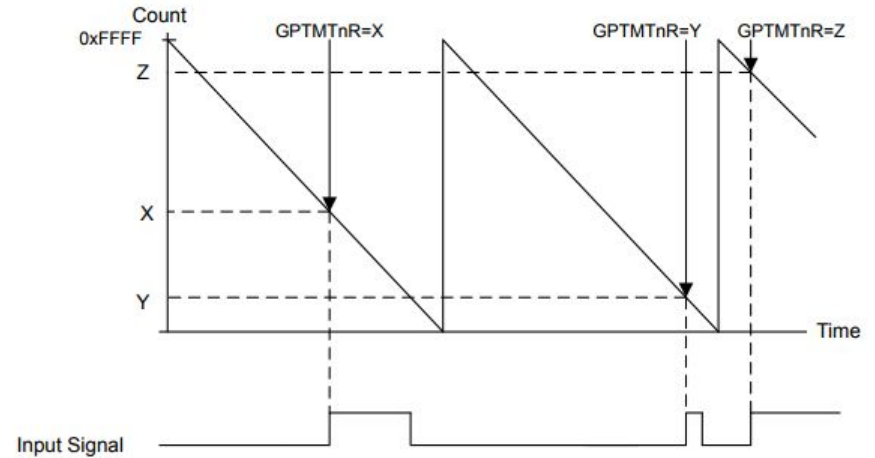 Count
0xFFFF
GPTMTnR=X
GPTMTnR=Y
GPTMTnR=Z
Z
X
Y
Time
Input Signal